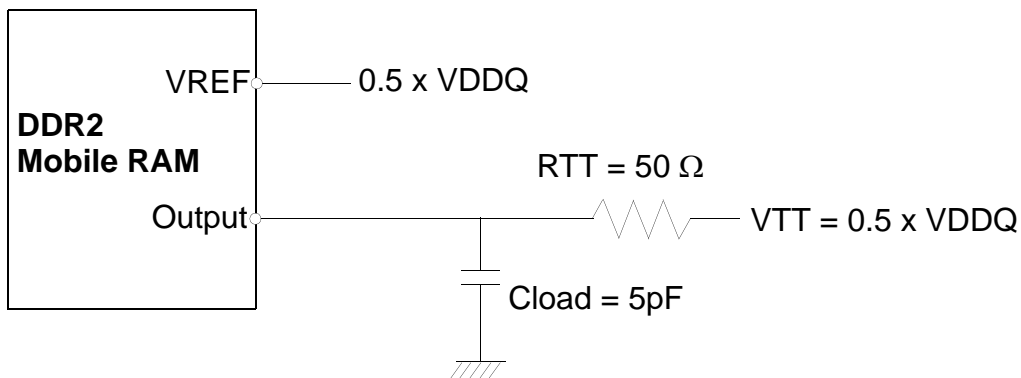 VREF
0.5 x VDDQ
DDR2
Mobile RAM
RTT = 50 Ω
Output
VTT = 0.5 x VDDQ
Cload = 5pF